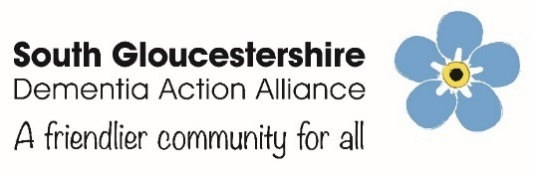 South Gloucestershire
Dementia Action Alliance
A friendlier community for all